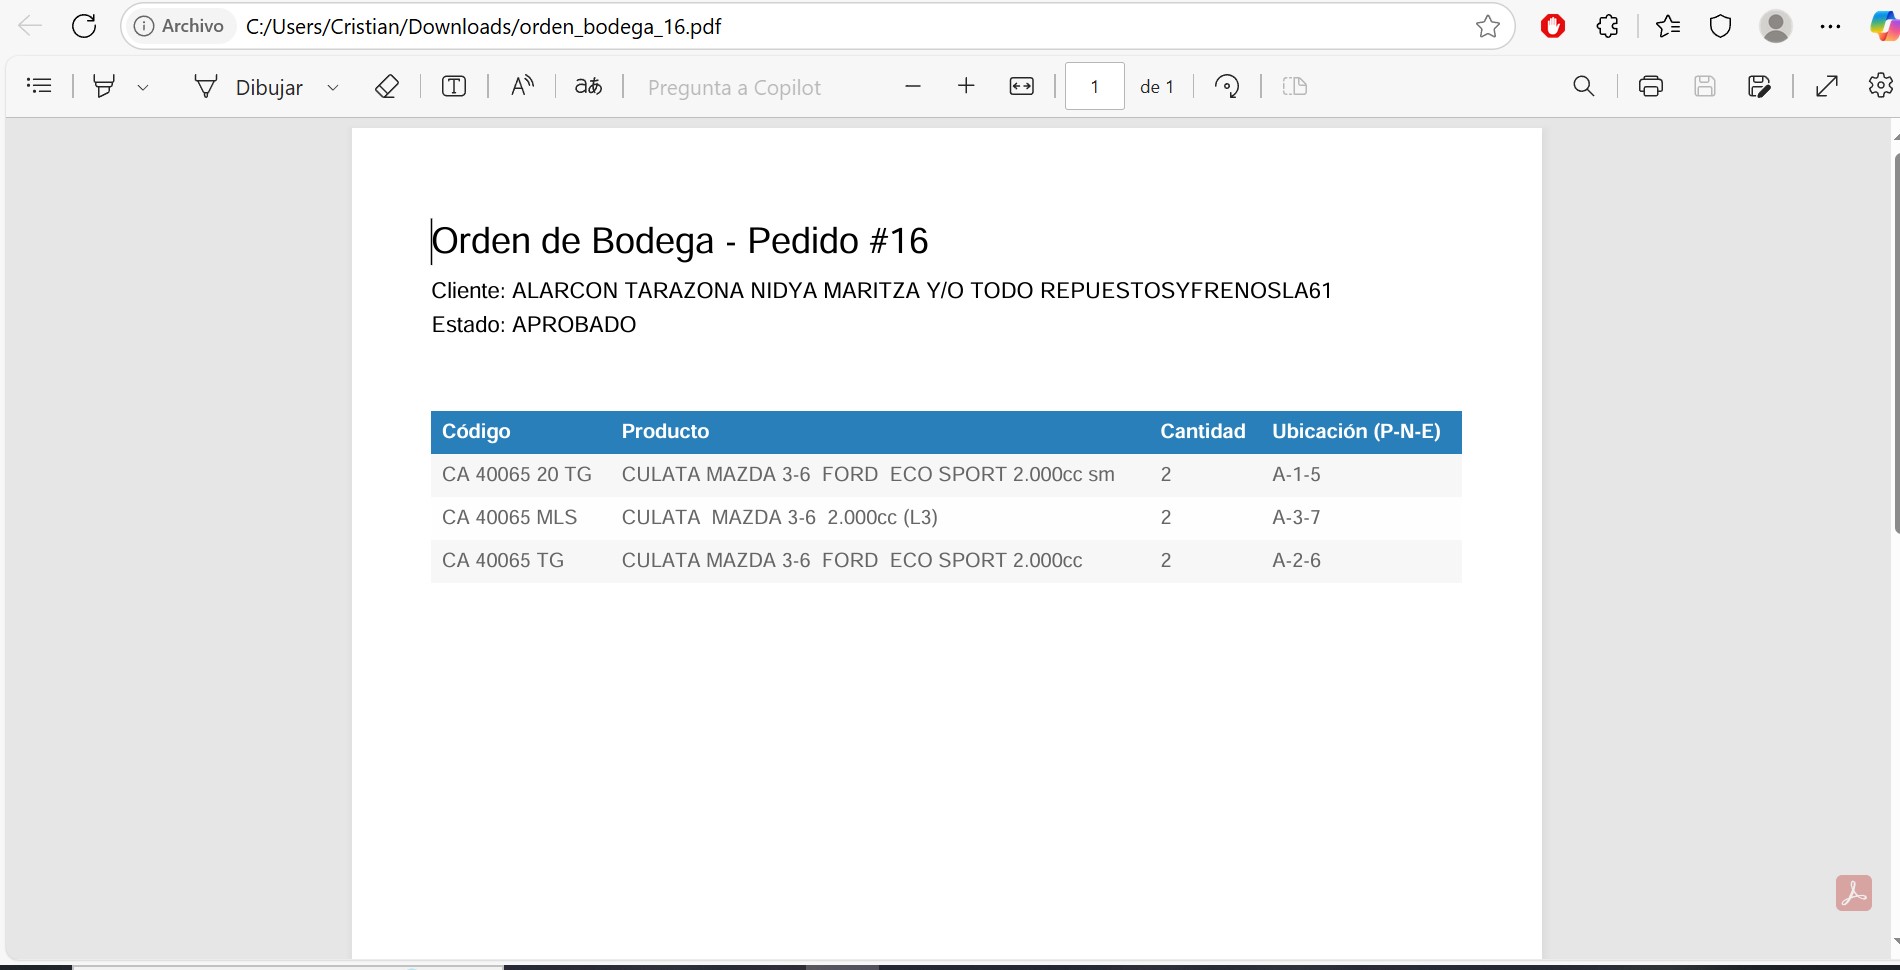 Archivo C:/Users/Cristian/Downloads/orden_bodega_16.pdf
Dibujar Pregunta a Copilot 1 de 1
Orden de Bodega - Pedido #16
Cliente: ALARCON TARAZONA NIDYA MARITZA Y/O TODO REPUESTOSYFRENOSLA61
Estado: APROBADO
Código Producto Cantidad Ubicación (P-N-E)
CA 40065 20 TG CULATA MAZDA 3-6 FORD ECO SPORT 2.000cc sm 2 A-1-5
CA 40065 MLS CULATA MAZDA 3-6 2.000cc (L3) 2 A-3-7
CA 40065 TG CULATA MAZDA 3-6 FORD ECO SPORT 2.000cc 2 A-2-6